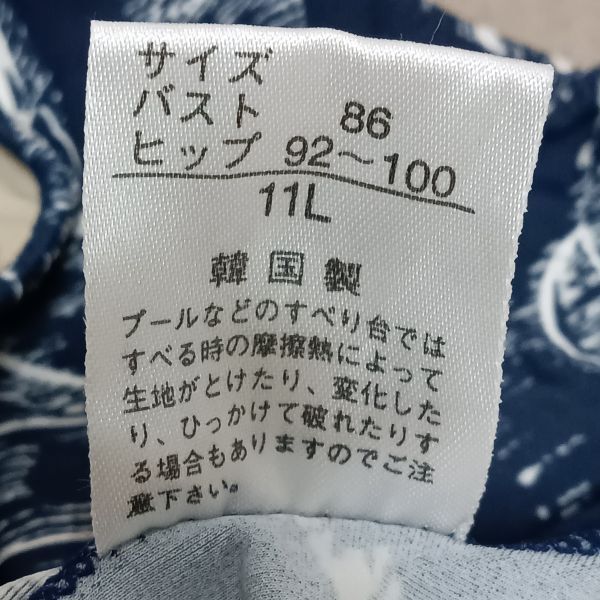 サイズ
バスト 86
ヒップ 92～100
11L
韓国製
プールなどのすべり台では
すべる時の摩擦熱によって
生地がとけたり、変化した
り、ひっかけて破れたりす
る場合もありますのでご注
意下さい。